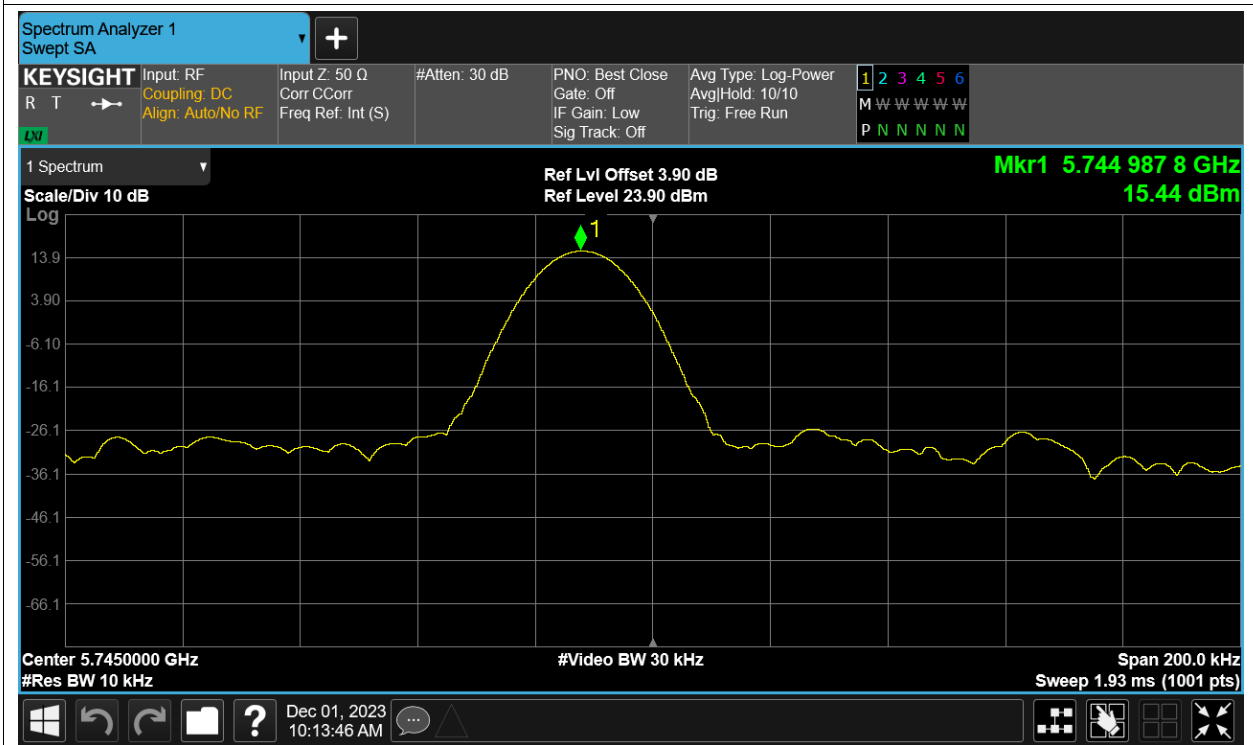 Spectrum Analyzer 1
Swept SA
KEYSIGHT
R T
LXI
Input: RF
Coupling: DC
Align: Auto/No RF
Input Z: 50 Ω
Corr CCorr
Freq Ref: Int (S)
#Atten: 30 dB
PNO: Best Close
Gate: Off
IF Gain: Low
Sig Track: Off
Avg Type: Log-Power
Avg|Hold: 10/10
Trig: Free Run
1 2 3 4 5 6
M W W W W W
P N N N N N
1 Spectrum
Scale/Div 10 dB
Log
Ref Lvl Offset 3.90 dB
Ref Level 23.90 dBm
Mkr1 5.744 987 8 GHz
15.44 dBm
1
13.9
3.90
-6.10
-16.1
-26.1
-36.1
-46.1
-56.1
-66.1
Center 5.7450000 GHz
#Video BW 30 kHz
Span 200.0 kHz
#Res BW 10 kHz
Sweep 1.93 ms (1001 pts)
?
Dec 01, 2023
10:13:46 AM